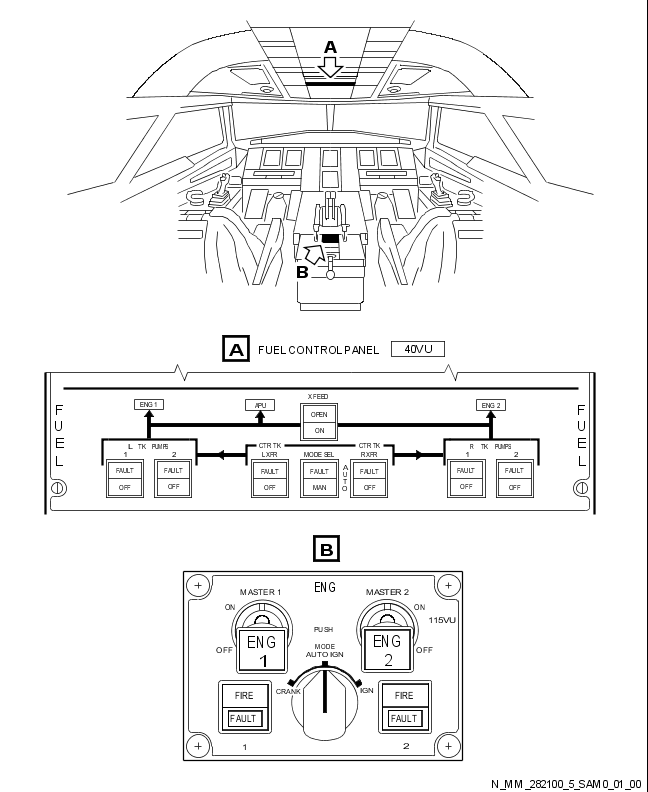 A
B
A FUEL CONTROL PANEL 40VU
FUEL
FUEL
ENG 1
APU
XFEED
OPEN
ON
ENG 2
L TK PUMPS
1 2
FAULT
OFF
FAULT
OFF
CTR TK
L XFR
FAULT
OFF
MODE SEL
FAULT
MAN
AUTO
CTR TK
R XFR
FAULT
OFF
R TK PUMPS
1 2
FAULT
OFF
FAULT
OFF
B
ENG
MASTER 1
MASTER 2
ON
ON
115VU
OFF
OFF
ENG
1
ENG
2
PUSH
MODE
AUTO IGN
CRANK
IGN
FIRE
FAULT
1
FIRE
FAULT
2
N_MM_282100_5_SAM0_01_00